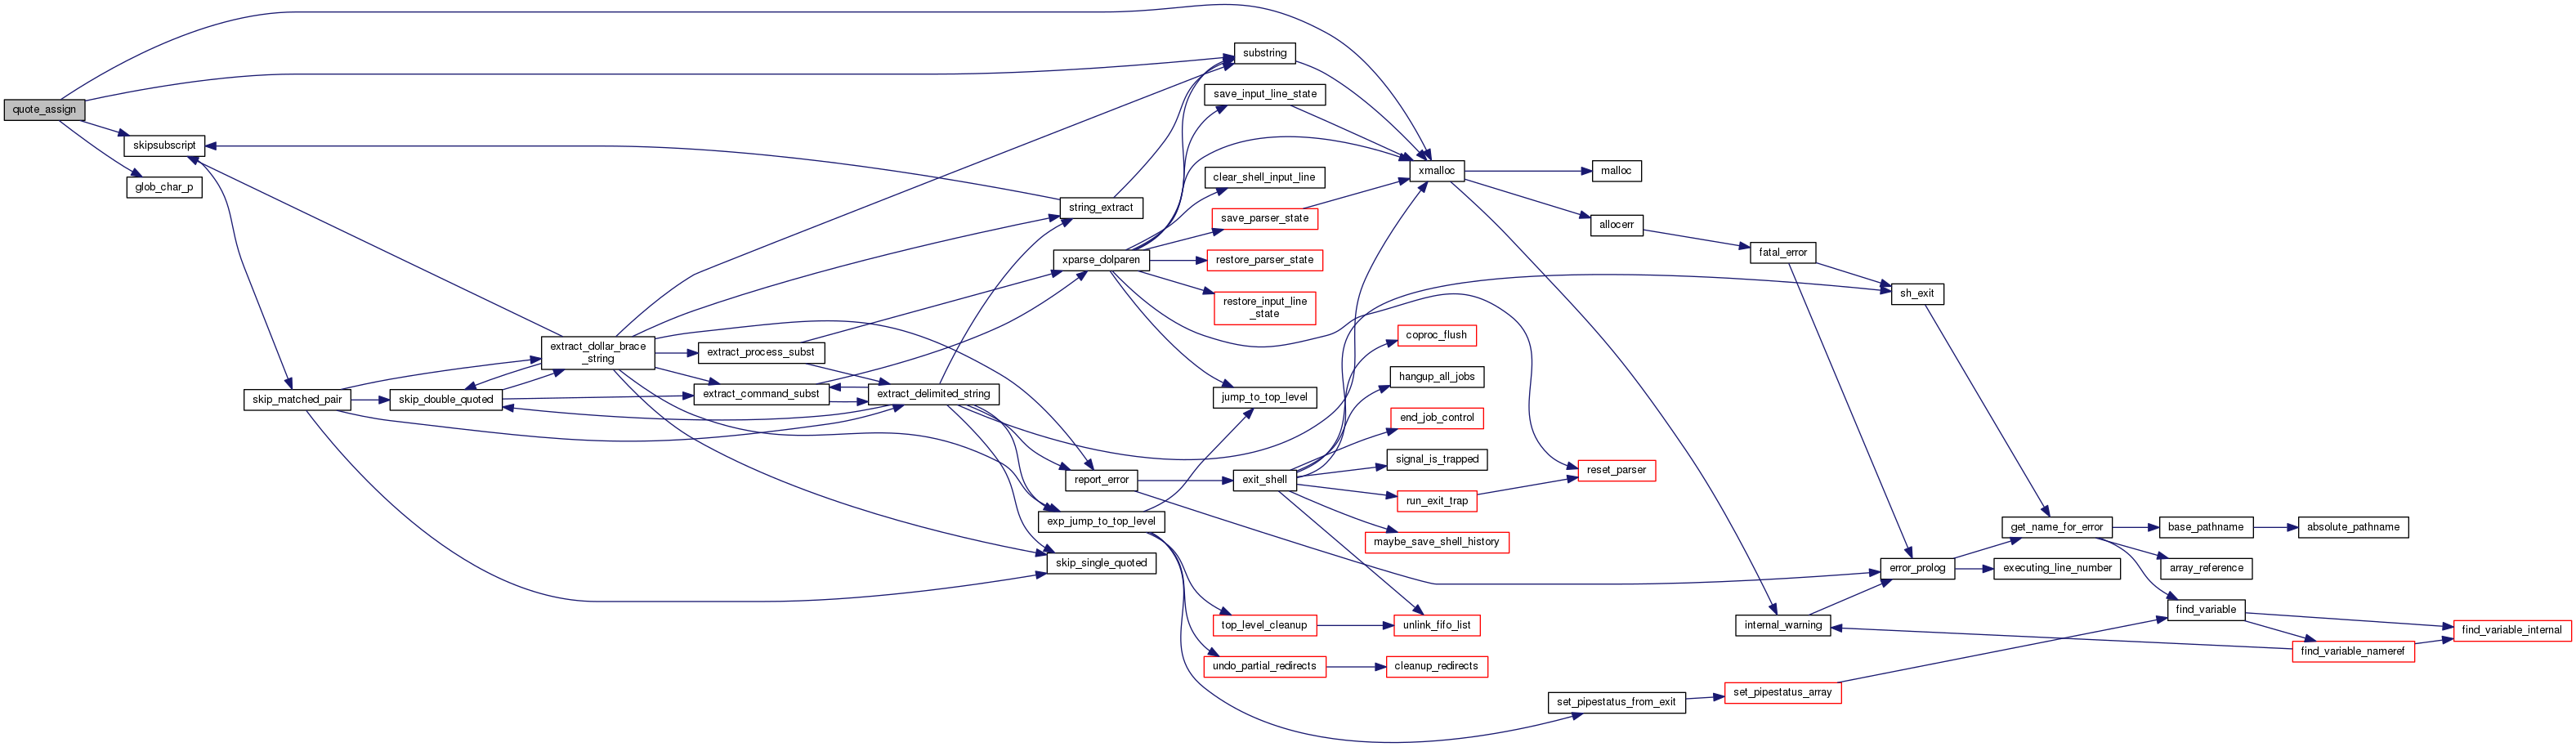 quote_assign
skipsubscript
glob_char_p
skip_matched_pair
skip_double_quoted
extract_dollar_brace
_string
extract_process_subst
extract_command_subst
extract_delimited_string
string_extract
xparse_dolparen
report_error
exp_jump_to_top_level
skip_single_quoted
substring
save_input_line_state
clear_shell_input_line
save_parser_state
restore_parser_state
restore_input_line
_state
jump_to_top_level
exit_shell
top_level_cleanup
undo_partial_redirects
xmalloc
coproc_flush
hangup_all_jobs
end_job_control
signal_is_trapped
run_exit_trap
maybe_save_shell_history
unlink_fifo_list
cleanup_redirects
malloc
allocerr
reset_parser
set_pipestatus_from_exit
fatal_error
internal_warning
set_pipestatus_array
sh_exit
error_prolog
get_name_for_error
executing_line_number
base_pathname
array_reference
find_variable
absolute_pathname
find_variable_nameref
find_variable_internal